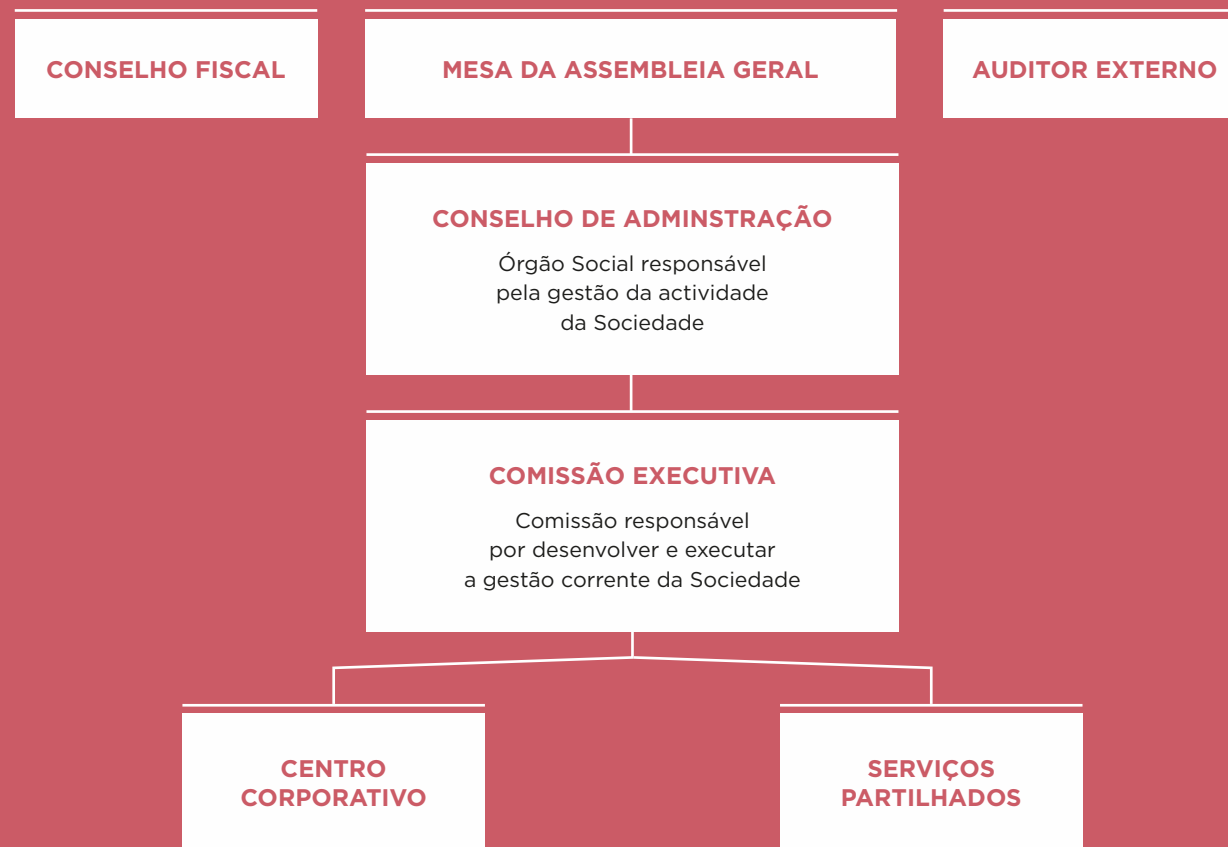 CONSELHO FISCAL
MESA DA ASSEMBLEIA GERAL
AUDITOR EXTERNO
CONSELHO DE ADMINSTRAÇÃO
Órgão Social responsável
pela gestão da actividade
da Sociedade
COMISSÃO EXECUTIVA
Comissão responsável
por desenvolver e executar
a gestão corrente da Sociedade
CENTRO
CORPORATIVO
SERVIÇOS
PARTILHADOS